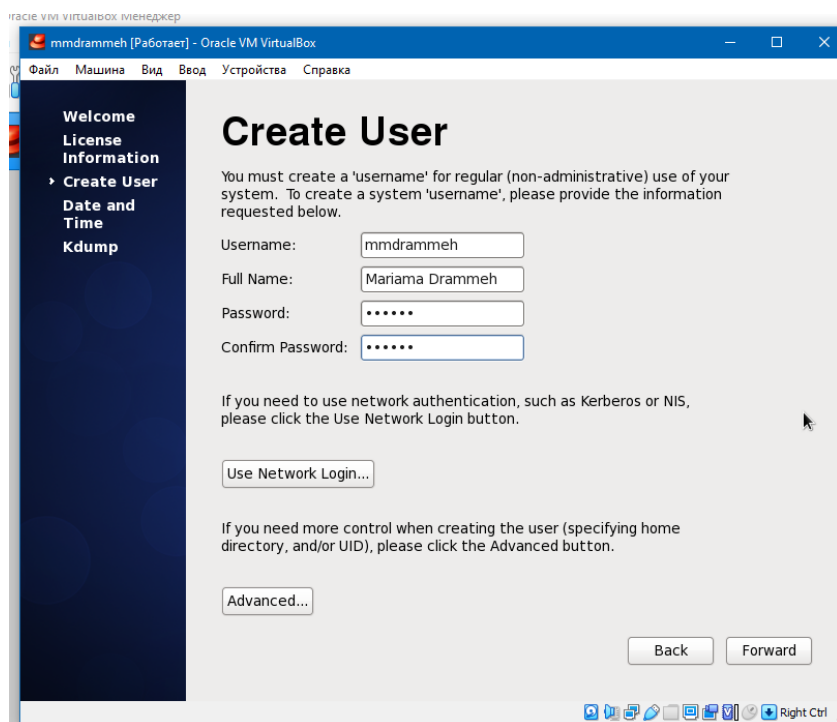 Oracle VM VirtualBox Менеджер
mmdrammeh [Работает] - Oracle VM VirtualBox
Файл Машина Вид Ввод Устройства Справка
Welcome
License
Information
Create User
Date and
Time
Kdump
Create User
You must create a 'username' for regular (non-administrative) use of your
system. To create a system 'username', please provide the information
requested below.
Username: mmdrammeh
Full Name: Mariama Drammeh
Password: ••••••
Confirm Password: ••••••
If you need to use network authentication, such as Kerberos or NIS,
please click the Use Network Login button.
Use Network Login...
If you need more control when creating the user (specifying home
directory, and/or UID), please click the Advanced button.
Advanced...
Back Forward
Right Ctrl